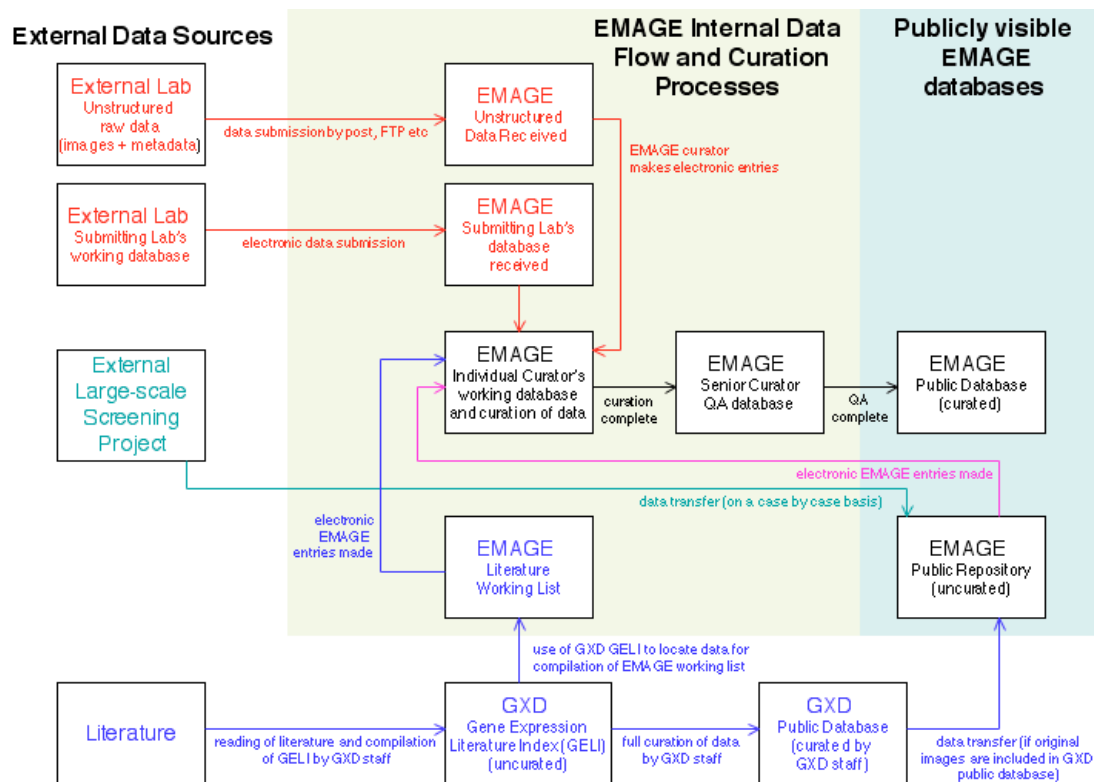 External Data Sources
EMAGE Internal Data
Flow and Curation
Processes
Publicly visible
EMAGE
databases
External Lab
Unstructured
raw data
(images + metadata)
data submission by post, FTP etc
EMAGE
Unstructured
Data Received
EMAGE curator
makes electronic entries
External Lab
Submitting Lab's
working database
electronic data submission
EMAGE
Submitting Lab's
database
received
External
Large-scale
Screening
Project
EMAGE
Individual Curator's
working database
and curation of data
curation
complete
EMAGE
Senior Curator
QA database
QA
complete
EMAGE
Public Database
(curated)
electronic EMAGE entries made
data transfer (on a case by case basis)
electronic
EMAGE
entries made
EMAGE
Literature
Working List
EMAGE
Public Repository
(uncurated)
use of GXD GELI to locate data for
compilation of EMAGE working list
Literature
reading of literature and compilation
of GELI by GXD staff
GXD
Gene Expression
Literature Index(GELI)
(uncurated)
full curation of data
by GXD staff
GXD
Public Database
(curated by
GXD staff)
data transfer (if original
images are included in GXD
public database)